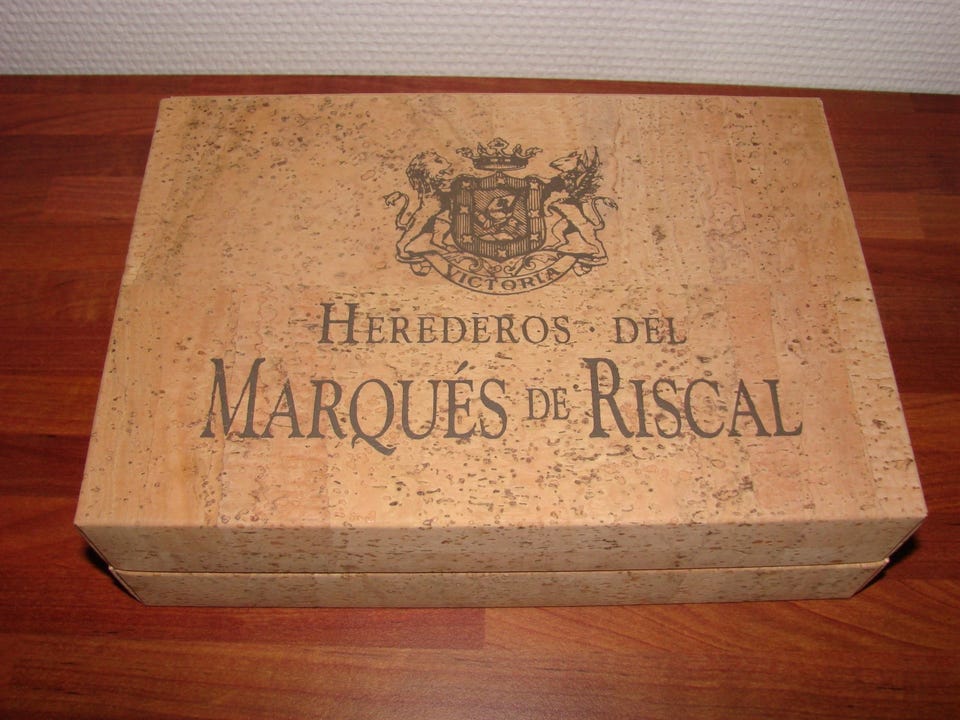 VICTORIA
HEREDEROS DEL
MARQUÉS DE RISCAL